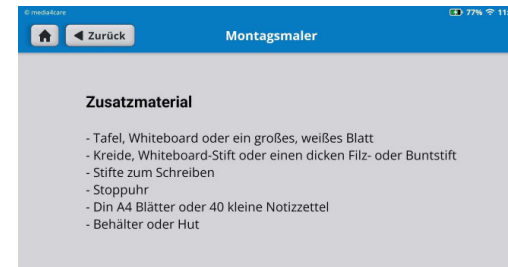 © media4care
77%
Zurück
Montagsmaler
Zusatzmaterial
- Tafel, Whiteboard oder ein großes, weißes Blatt
- Kreide, Whiteboard-Stift oder einen dicken Filz- oder Buntstift
- Stifte zum Schreiben
- Stoppuhr
- Din A4 Blätter oder 40 kleine Notizzettel
- Behälter oder Hut